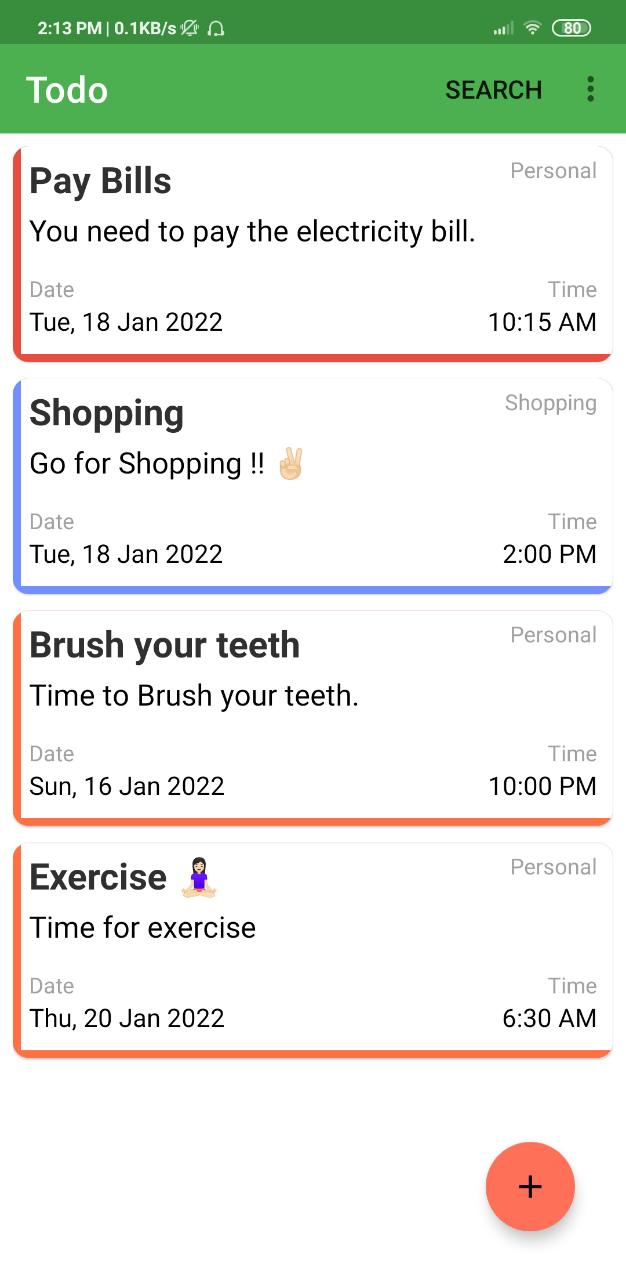 2:13 PM | 0.1KB/s 80
Todo SEARCH
Pay Bills Personal
You need to pay the electricity bill.
Date Time
Tue, 18 Jan 2022 10:15 AM
Shopping Shopping
Go for Shopping !! ✌🏻
Date Time
Tue, 18 Jan 2022 2:00 PM
Brush your teeth Personal
Time to Brush your teeth.
Date Time
Sun, 16 Jan 2022 10:00 PM
Exercise 🧘🏻‍♀️ Personal
Time for exercise
Date Time
Thu, 20 Jan 2022 6:30 AM
+